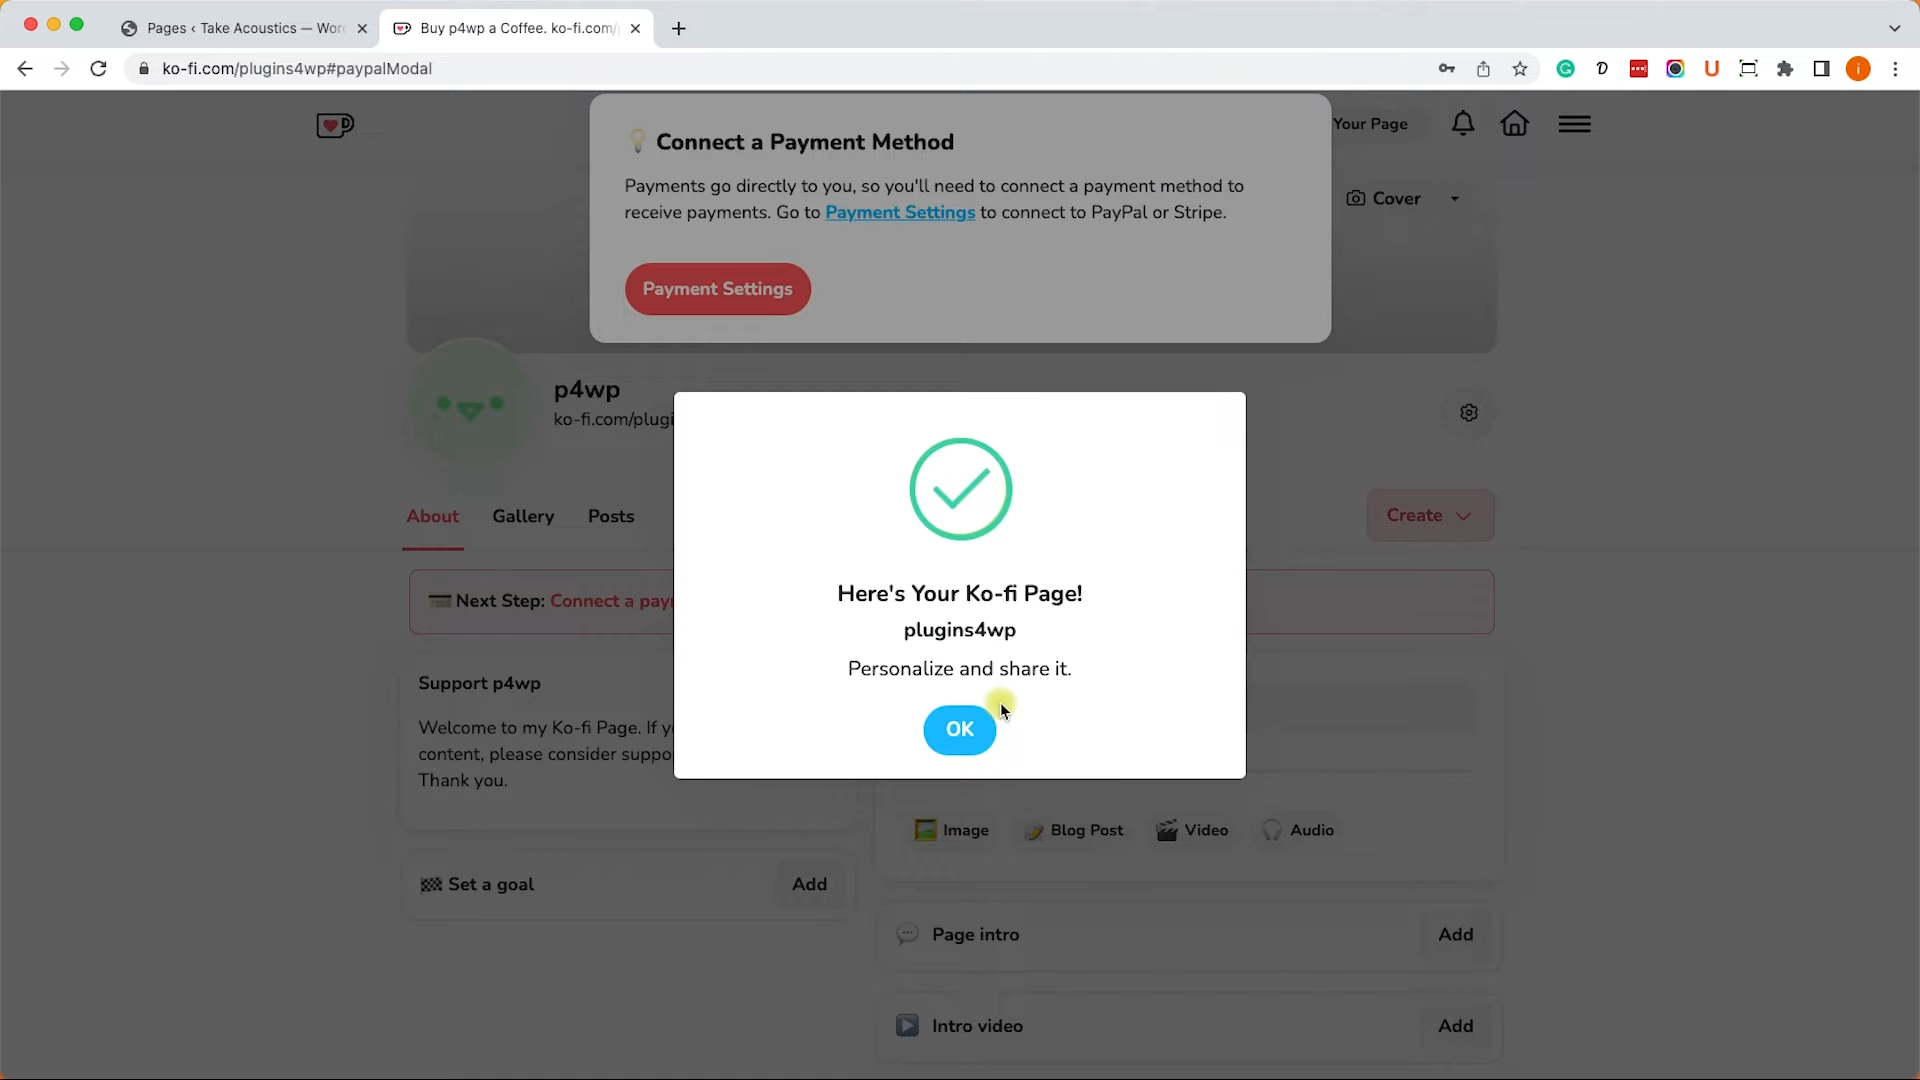 Pages ‹ Take Acoustics — Wor
Buy p4wp a Coffee. ko-fi.com/
ko-fi.com/plugins4wp#paypalModal
Connect a Payment Method
Your Page
Payments go directly to you, so you'll need to connect a payment method to
receive payments. Go to Payment Settings to connect to PayPal or Stripe.
Cover
Payment Settings
p4wp
ko-fi.com/plugi
About
Gallery
Posts
Create
Here's Your Ko-fi Page!
plugins4wp
Personalize and share it.
OK
Next Step: Connect a payr
Support p4wp
Welcome to my Ko-fi Page. If y
content, please consider suppo
Thank you.
Image
Blog Post
Video
Audio
Set a goal
Add
Page intro
Add
Intro video
Add